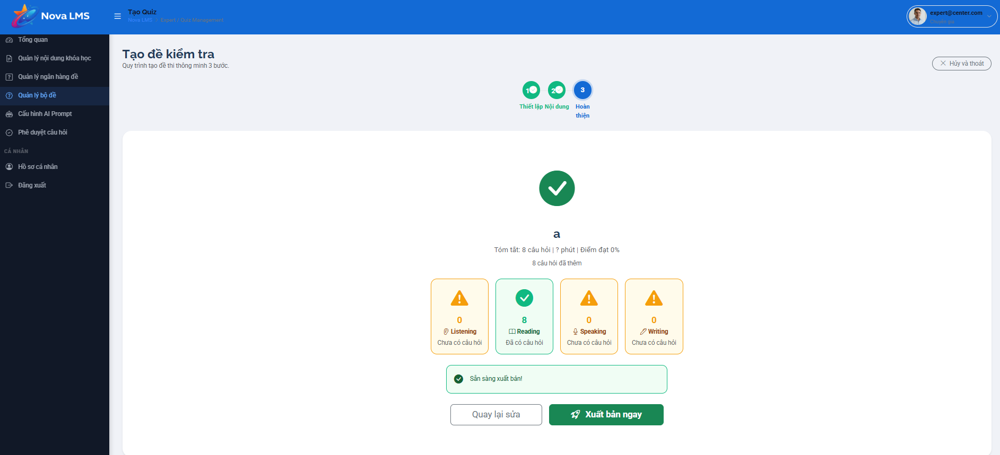 Nova LMS
Tạo Quiz
Nova LMS > Expert / Quiz Management
expert@center.com
Chuyên gia
Tổng quan
Quản lý nội dung khóa học
Quản lý ngân hàng đề
Quản lý bộ đề
Cấu hình AI Prompt
Phê duyệt câu hỏi
CÁ NHÂN
Hồ sơ cá nhân
Đăng xuất
Tạo đề kiểm tra
Quy trình tạo đề thi thông minh 3 bước.
Hủy và thoát
1 2 3
Thiết lập Nội dung Hoàn
thiện
a
Tóm tắt: 8 câu hỏi | ? phút | Điểm đạt 0%
8 câu hỏi đã thêm
0
Listening
Chưa có câu hỏi
8
Reading
Đã có câu hỏi
0
Speaking
Chưa có câu hỏi
0
Writing
Chưa có câu hỏi
Sẵn sàng xuất bản!
Quay lại sửa
Xuất bản ngay